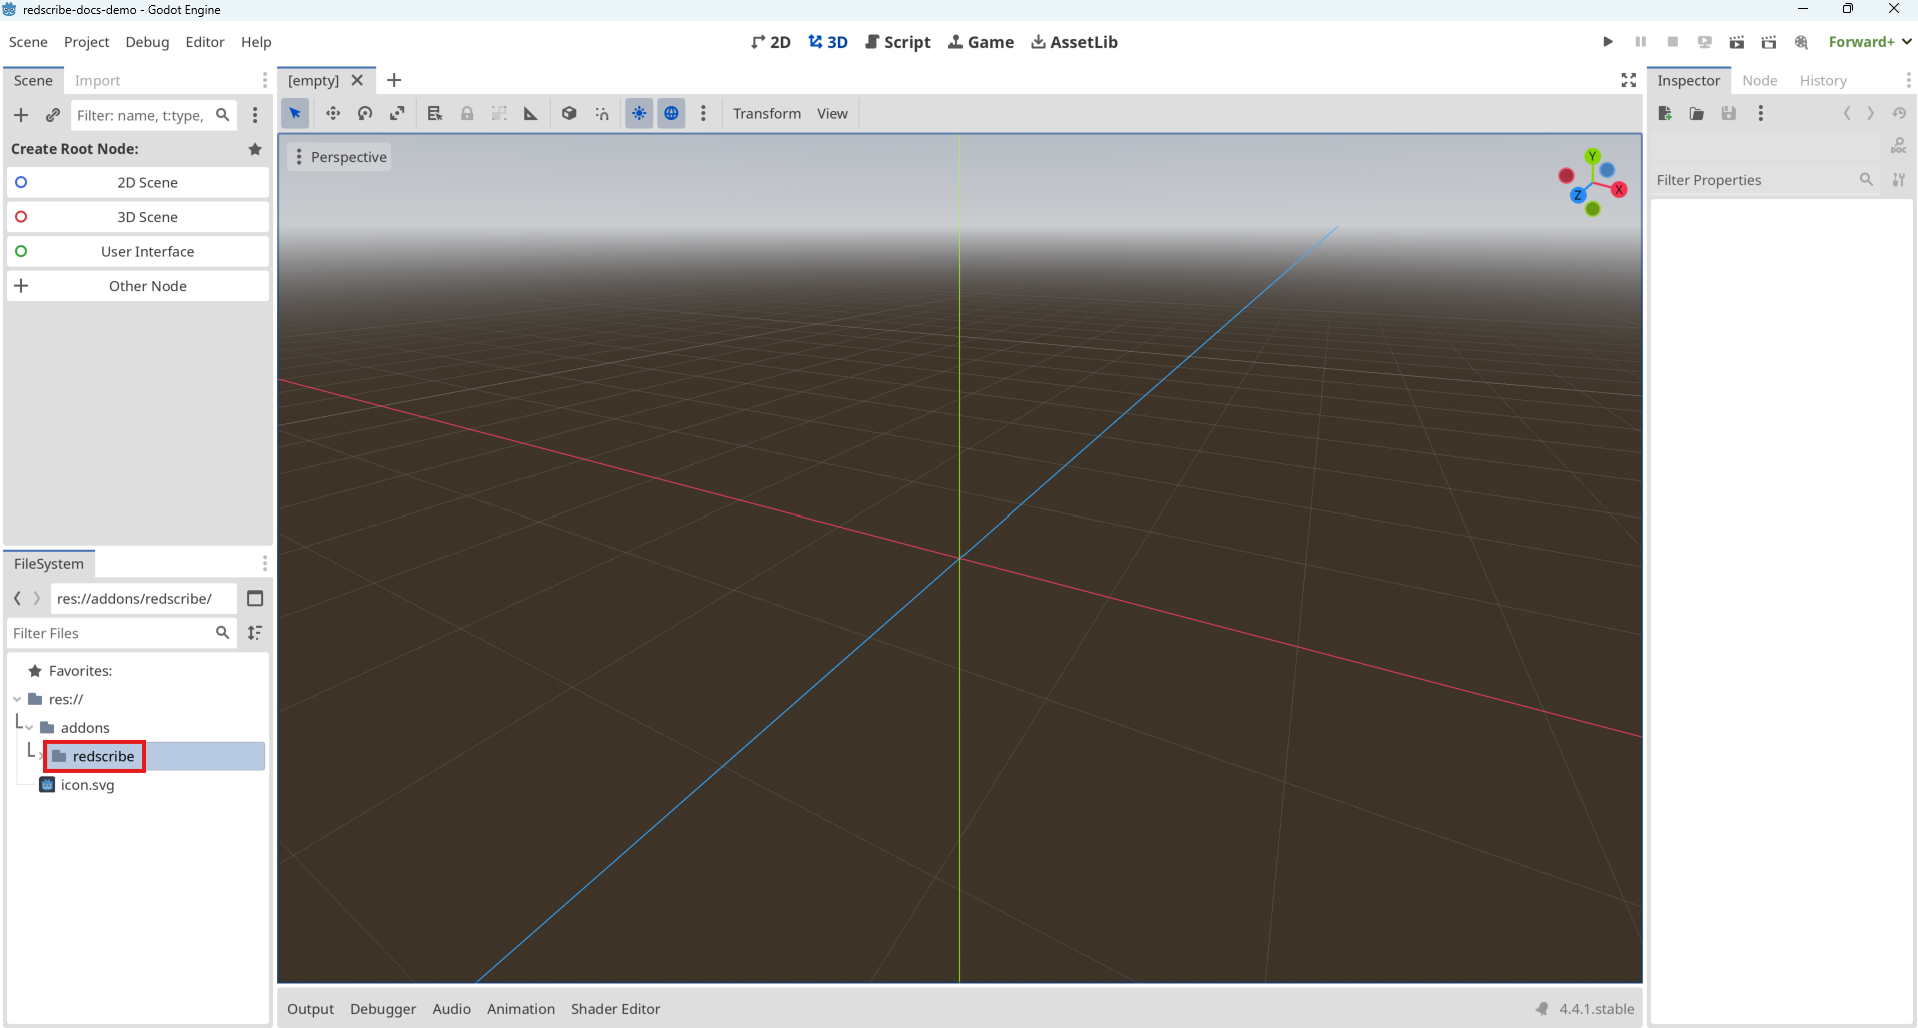 redscribe-docs-demo - Godot Engine
Scene Project Debug Editor Help
2D 3D Script Game AssetLib
Forward+
Scene Import
Filter: name, t:type,
Create Root Node:
2D Scene
3D Scene
User Interface
Other Node
[empty]
Transform View
Perspective
Y
X
Z
Inspector Node History
DOC
Filter Properties
FileSystem
res://addons/redscribe/
Filter Files
Favorites:
res://
addons
redscribe
icon.svg
Output Debugger Audio Animation Shader Editor
4.4.1.stable